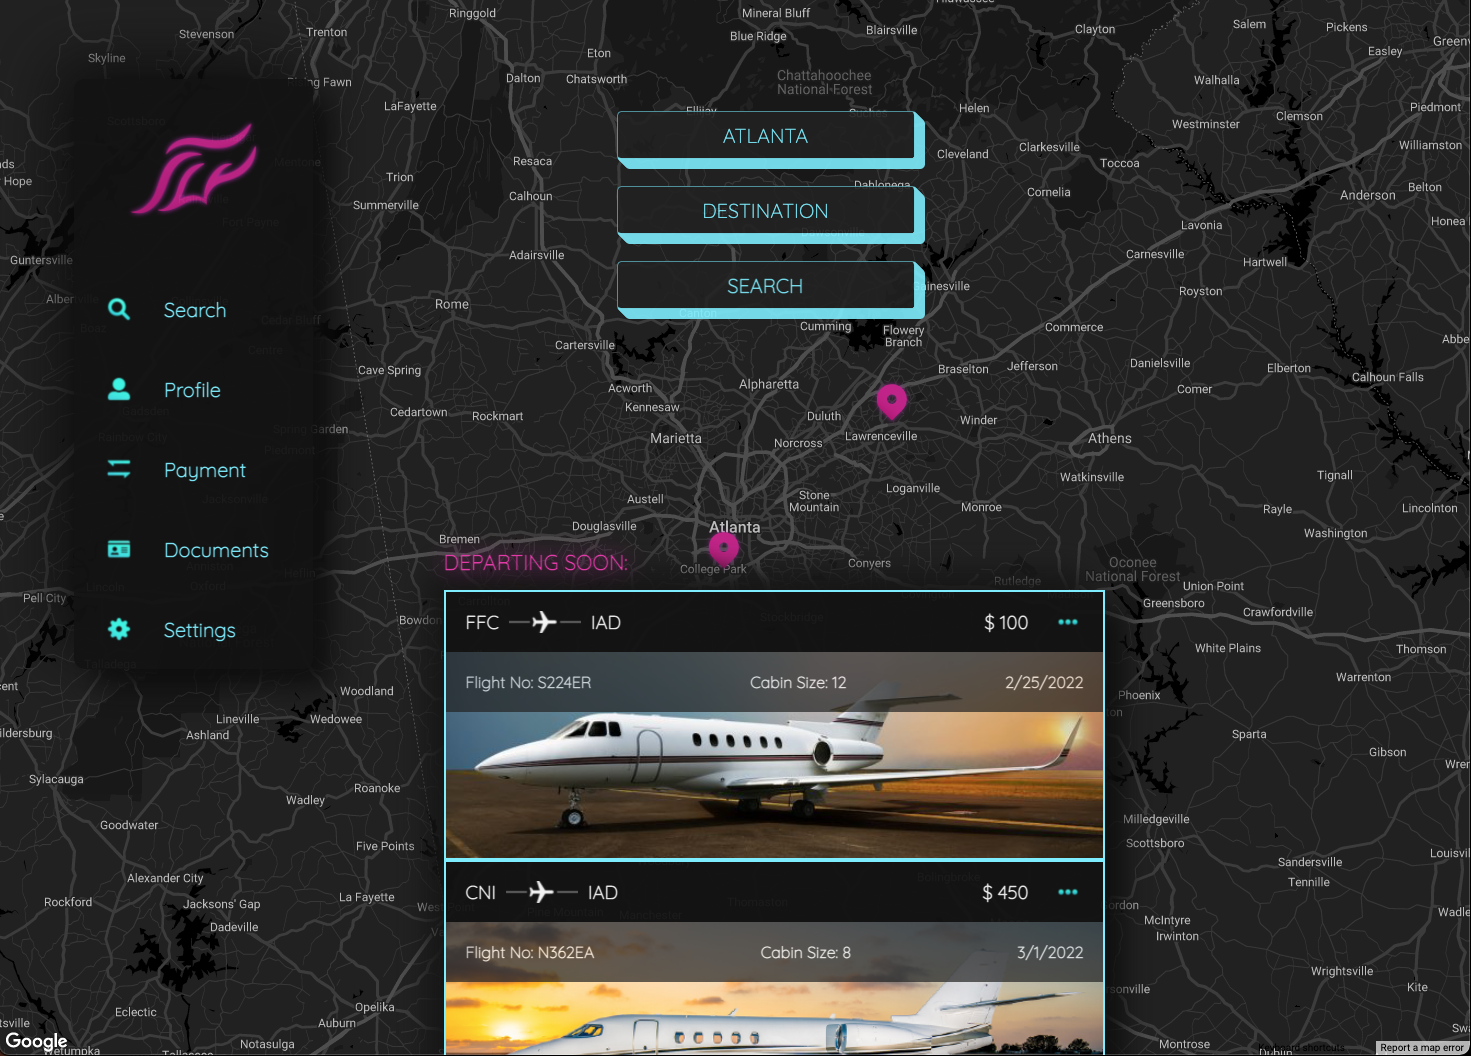 ATLANTA
DESTINATION
SEARCH
Search
Profile
Payment
Documents
Settings
DEPARTING SOON:
FFC IAD $ 100
Flight No: S224ER Cabin Size: 12 2/25/2022
CNI IAD $ 450
Flight No: N362EA Cabin Size: 8 3/1/2022
Ringgold
Mineral Bluff
Stevenson
Trenton
Blue Ridge
Blairsville
Clayton
Salem
Pickens
Skyline
Eton
Easley
Dalton
Chatsworth
Chattahoochee
National Forest
Walhalla
LaFayette
Helen
Piedmont
Westminster
Clemson
Resaca
Cleveland
Clarkesville
Toccoa
Williamston
Trion
Calhoun
Cornelia
Anderson
Belton
Summerville
Dahlonega
Lavonia
Honea
Guntersville
Adairsville
Carnesville
Hartwell
Rome
Gainesville
Royston
Cumming
Flowery
Branch
Commerce
Cartersville
Cave Spring
Braselton
Jefferson
Danielsville
Elberton
Calhoun Falls
Acworth
Alpharetta
Comer
Kennesaw
Cedartown
Rockmart
Duluth
Winder
Marietta
Norcross
Lawrenceville
Athens
Watkinsville
Tignall
Austell
Stone
Mountain
Loganville
Monroe
Rayle
Lincolnton
Douglasville
Atlanta
Washington
Bremen
College Park
Conyers
Oconee
National Forest
Rutledge
Union Point
Pell City
Greensboro
Crawfordville
White Plains
Thomson
Warrenton
Woodland
Phoenix
Lineville
Wedowee
Ashland
Sparta
Gibson
Sylacauga
Roanoke
Wadley
Goodwater
Milledgeville
Five Points
Scottsboro
Sandersville
Alexander City
Tennille
Rockford
Jacksons' Gap
La Fayette
Dadeville
McIntyre
Irwinton
Wrightsville
Kite
Eclectic
Opelika
Auburn
Notasulga
Montrose
Google
Keyboard shortcuts
Report a map error